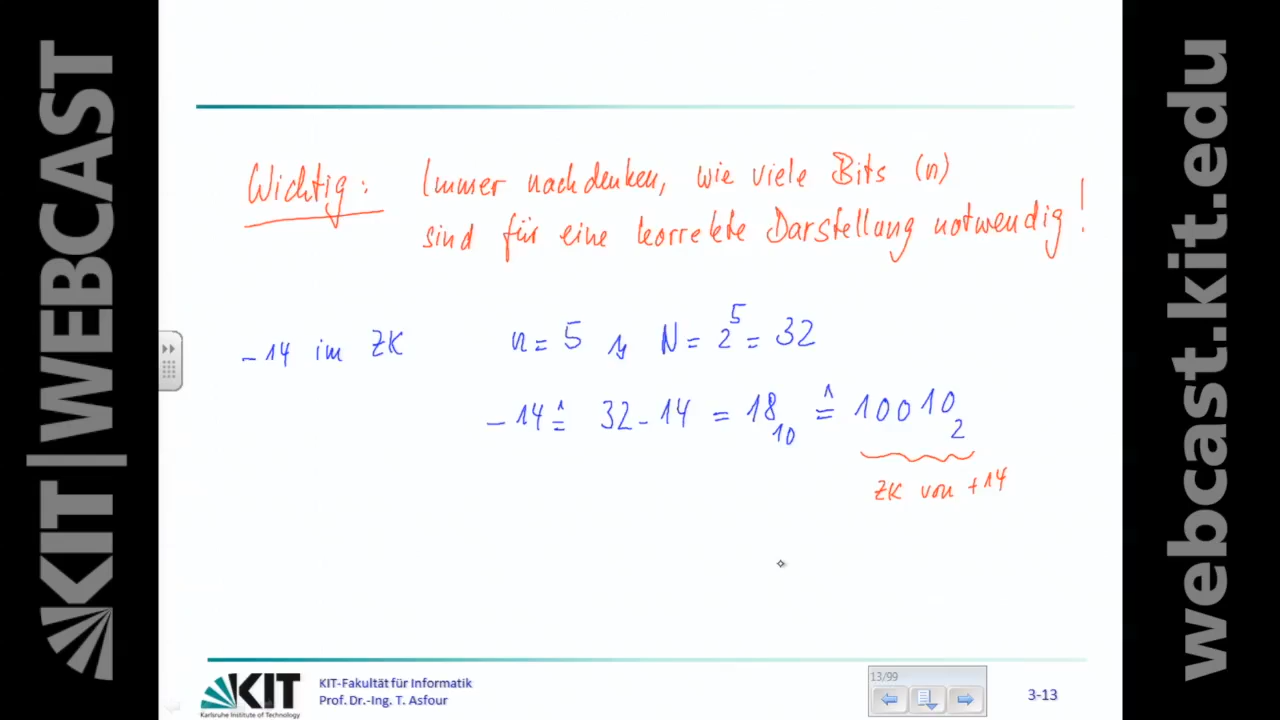 KIT | WEBCAST
Wichtig: Immer nachdenken, wie viele Bits (n)
sind für eine korrekte Darstellung notwendig!
-14 im ZK n = 5 ⇝ N = 2⁵ = 32
-14 ≙ 32 - 14 = 18₁₀ ≙ 10010₂
ZK von +14
KIT
Karlsruhe Institute of Technology
KIT-Fakultät für Informatik
Prof. Dr.-Ing. T. Asfour
13/99
3-13
webcast.kit.edu